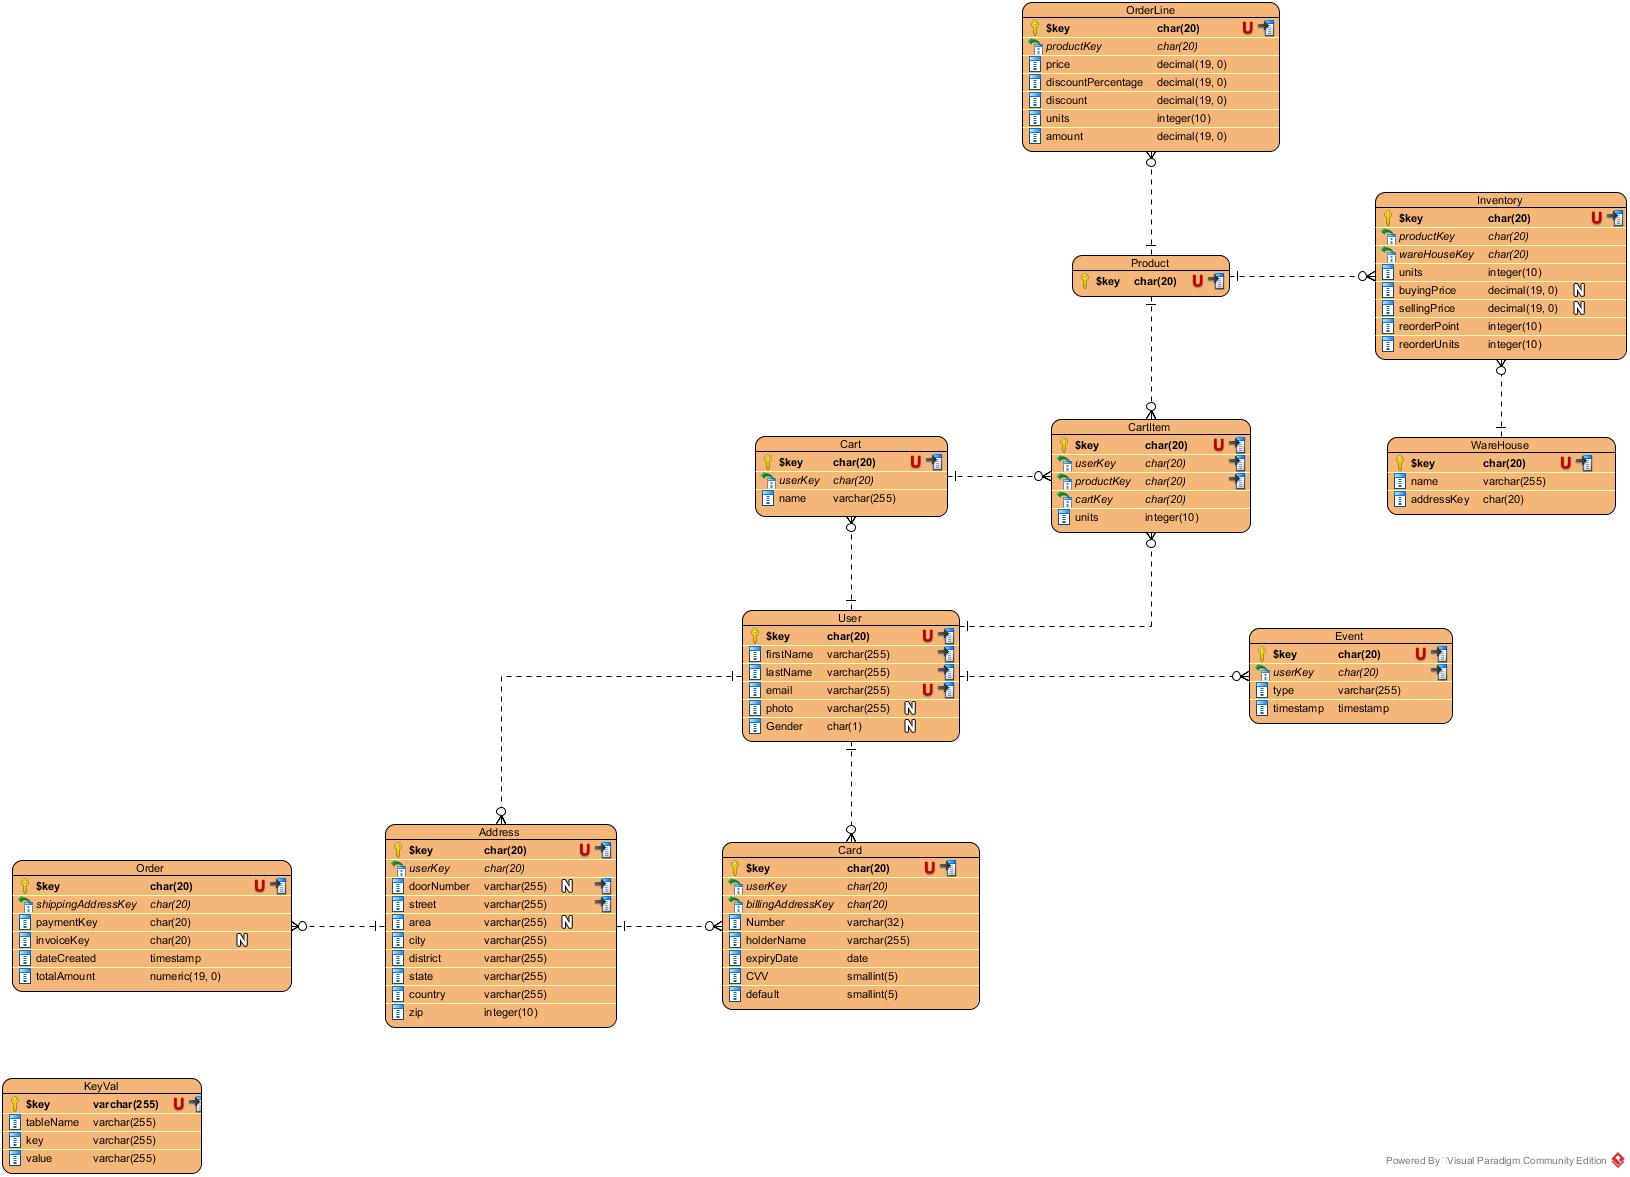 OrderLine
$key char(20) U
productKey char(20)
price decimal(19, 0)
discountPercentage decimal(19, 0)
discount decimal(19, 0)
units integer(10)
amount decimal(19, 0)
Inventory
$key char(20) U
productKey char(20)
wareHouseKey char(20)
units integer(10)
buyingPrice decimal(19, 0) N
sellingPrice decimal(19, 0) N
reorderPoint integer(10)
reorderUnits integer(10)
Product
$key char(20) U
Cart
$key char(20) U
userKey char(20)
name varchar(255)
CartItem
$key char(20) U
userKey char(20)
productKey char(20)
cartKey char(20)
units integer(10)
WareHouse
$key char(20) U
name varchar(255)
addressKey char(20)
User
$key char(20) U
firstName varchar(255)
lastName varchar(255)
email varchar(255) U
photo varchar(255) N
Gender char(1) N
Event
$key char(20) U
userKey char(20)
type varchar(255)
timestamp timestamp
Order
$key char(20) U
shippingAddressKey char(20)
paymentKey char(20)
invoiceKey char(20) N
dateCreated timestamp
totalAmount numeric(19, 0)
Address
$key char(20) U
userKey char(20)
doorNumber varchar(255) N
street varchar(255)
area varchar(255) N
city varchar(255)
district varchar(255)
state varchar(255)
country varchar(255)
zip integer(10)
Card
$key char(20) U
userKey char(20)
billingAddressKey char(20)
Number varchar(32)
holderName varchar(255)
expiryDate date
CVV smallint(5)
default smallint(5)
KeyVal
$key varchar(255) U
tableName varchar(255)
key varchar(255)
value varchar(255)
Powered By Visual Paradigm Community Edition